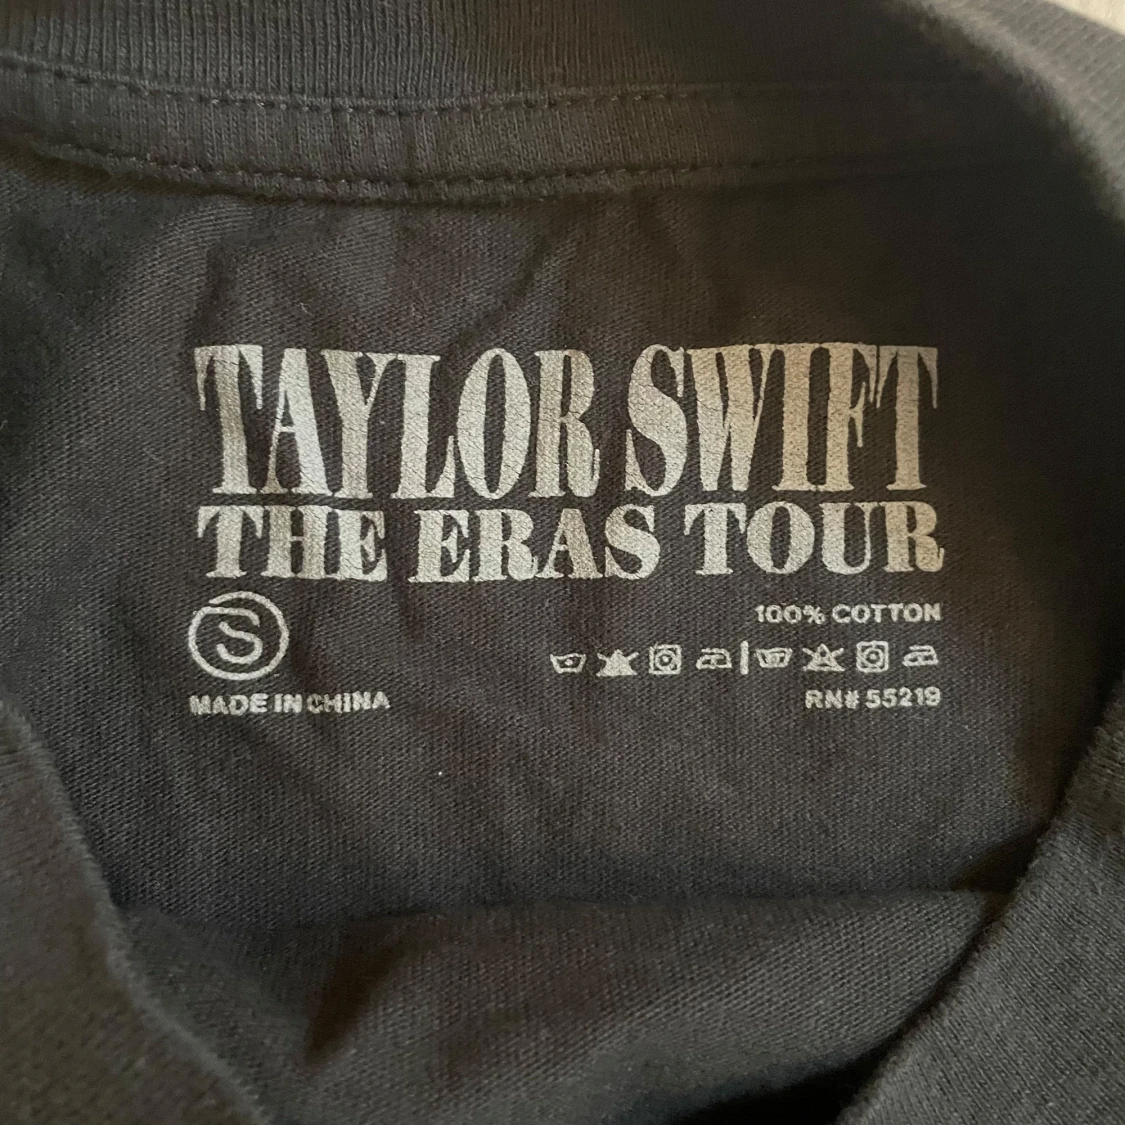 TAYLOR SWIFT
THE ERAS TOUR
S
100% COTTON
MADE IN CHINA
RN# 55219